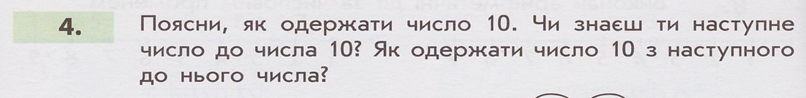 4. Поясни, як одержати число 10. Чи знаєш ти наступне
число до числа 10? Як одержати число 10 з наступного
до нього числа?